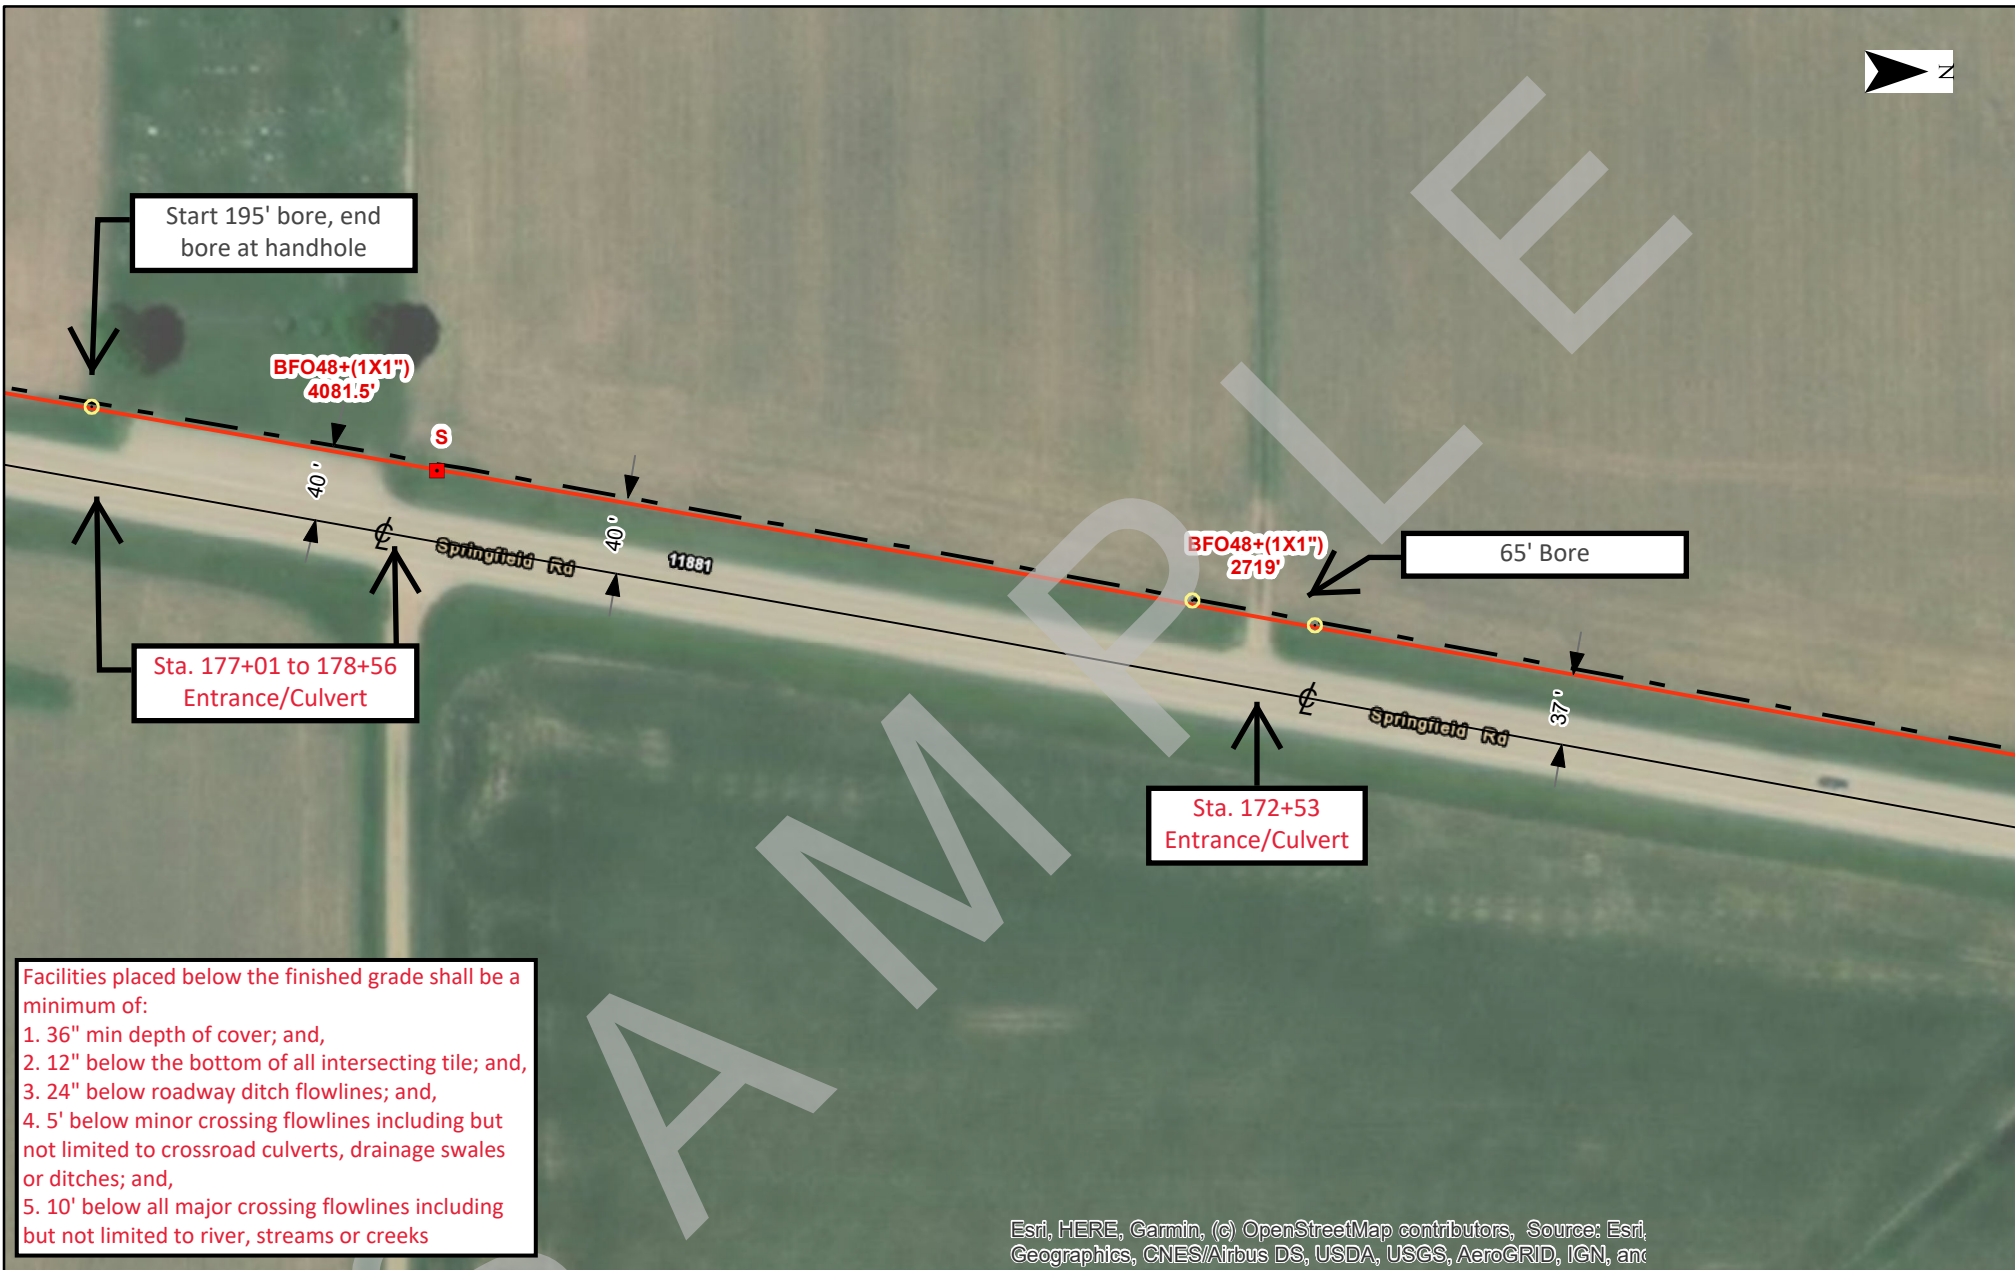 N
Start 195' bore, end
bore at handhole
BFO48+(1X1")
4081.5'
S
40 '
40 '
℄
Springfield Rd
11881
BFO48+(1X1")
2719'
65' Bore
Sta. 177+01 to 178+56
Entrance/Culvert
37 '
℄
Springfield Rd
Sta. 172+53
Entrance/Culvert
Facilities placed below the finished grade shall be a
minimum of:
1. 36" min depth of cover; and,
2. 12" below the bottom of all intersecting tile; and,
3. 24" below roadway ditch flowlines; and,
4. 5' below minor crossing flowlines including but
not limited to crossroad culverts, drainage swales
or ditches; and,
5. 10' below all major crossing flowlines including
but not limited to river, streams or creeks
SAMPLE
Esri, HERE, Garmin, (c) OpenStreetMap contributors, Source: Esri,
Geographics, CNES/Airbus DS, USDA, USGS, AeroGRID, IGN, and